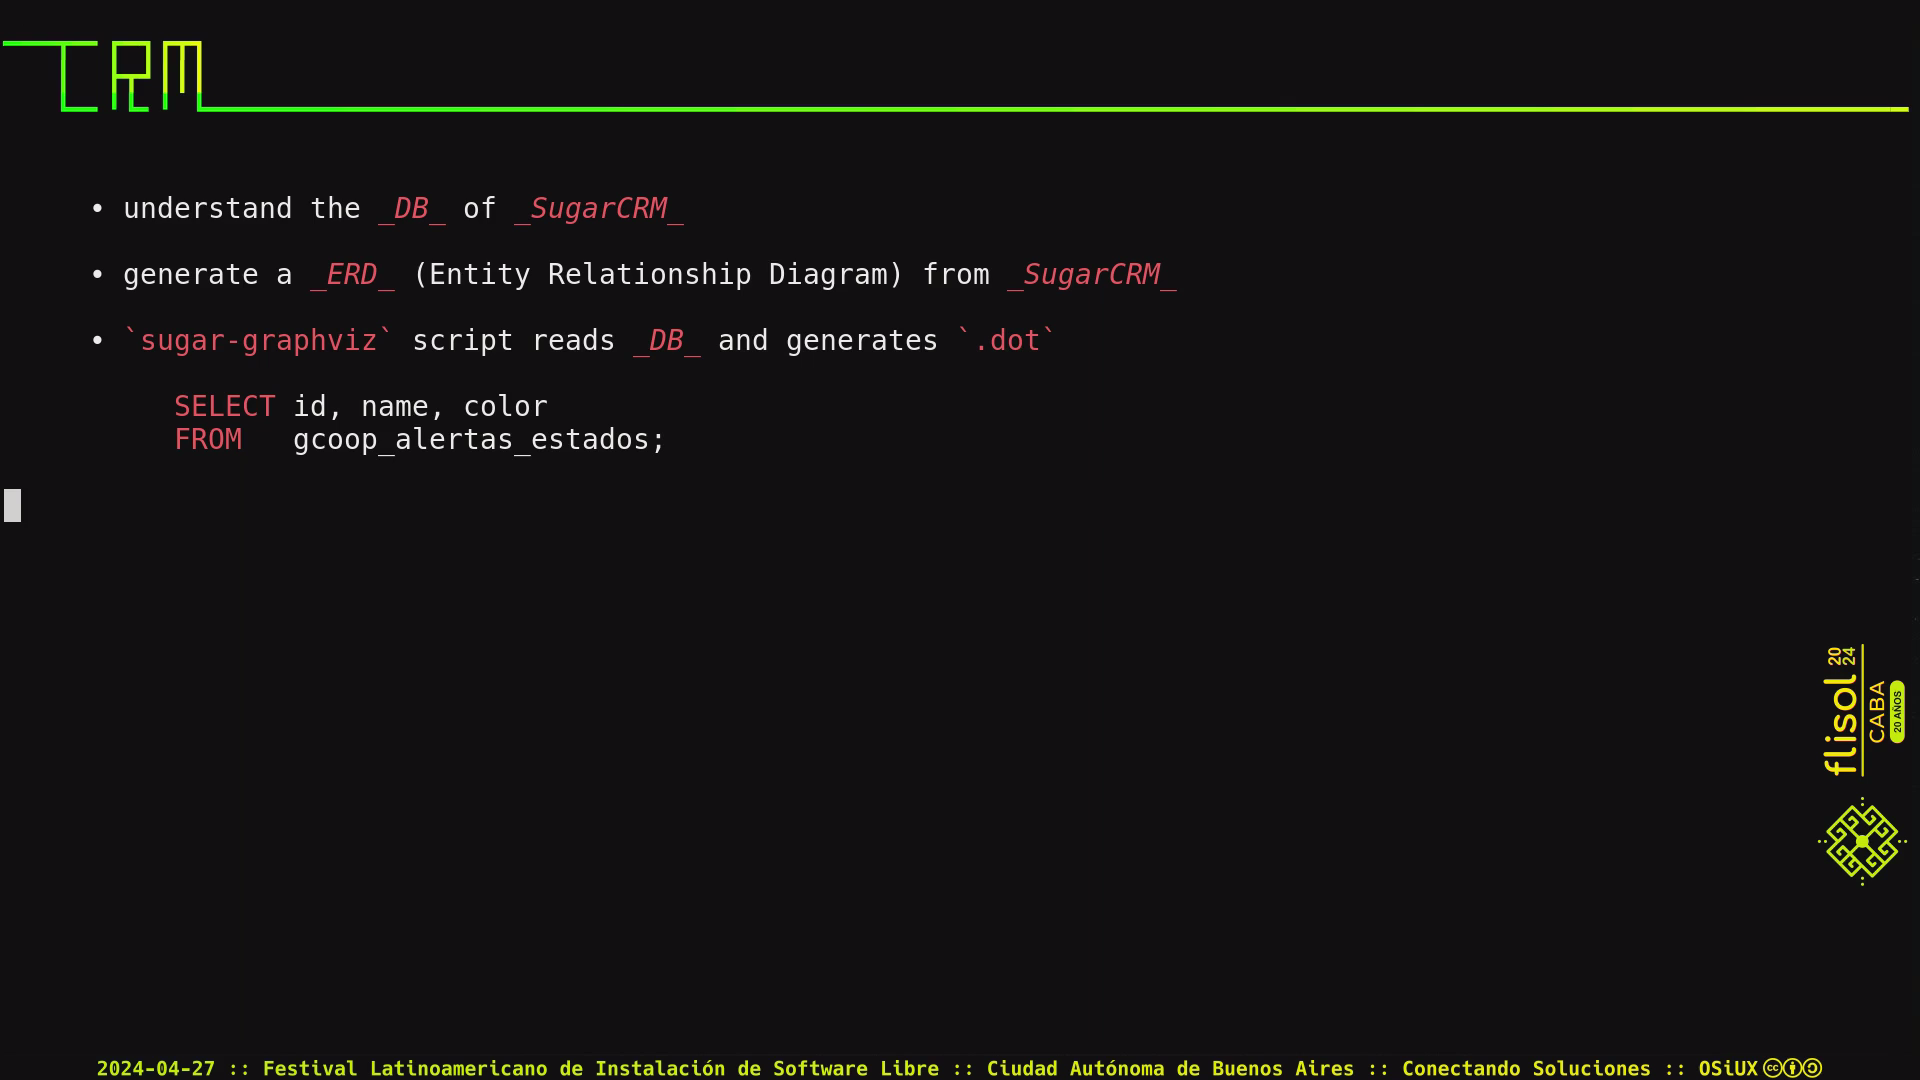 CRM
• understand the _DB_ of _SugarCRM_
• generate a _ERD_ (Entity Relationship Diagram) from _SugarCRM_
• `sugar-graphviz` script reads _DB_ and generates `.dot`
SELECT id, name, color
FROM   gcoop_alertas_estados;
flisol 2024
CABA
20 AÑOS
2024-04-27 :: Festival Latinoamericano de Instalación de Software Libre :: Ciudad Autónoma de Buenos Aires :: Conectando Soluciones :: OSiUX